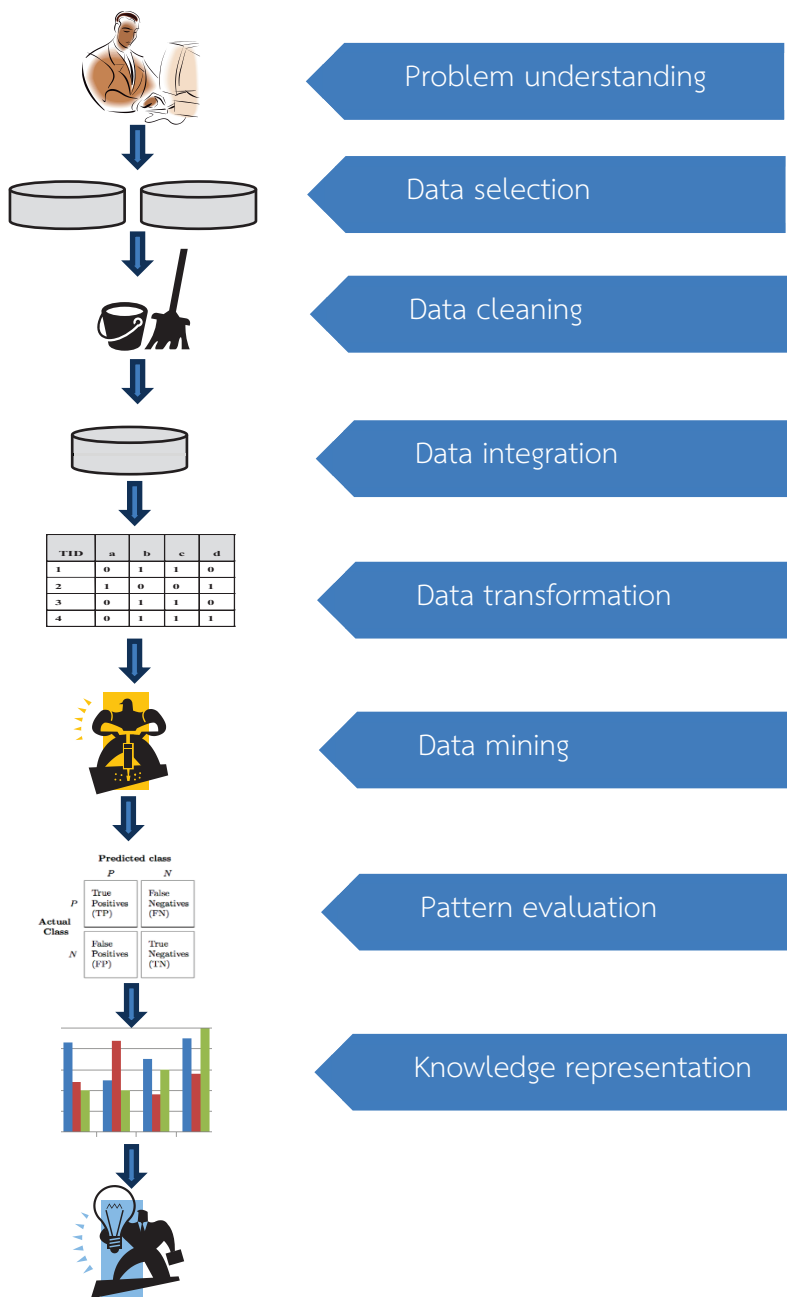 Problem understanding
Data selection
Data cleaning
Data integration
TID a b c d
1 0 1 1 0
2 1 0 0 1
3 0 1 1 0
4 0 1 1 1
Data transformation
Data mining
Predicted class
P N
P
True
Positives
(TP)
False
Negatives
(FN)
Actual
Class
N
False
Positives
(FP)
True
Negatives
(TN)
Pattern evaluation
Knowledge representation